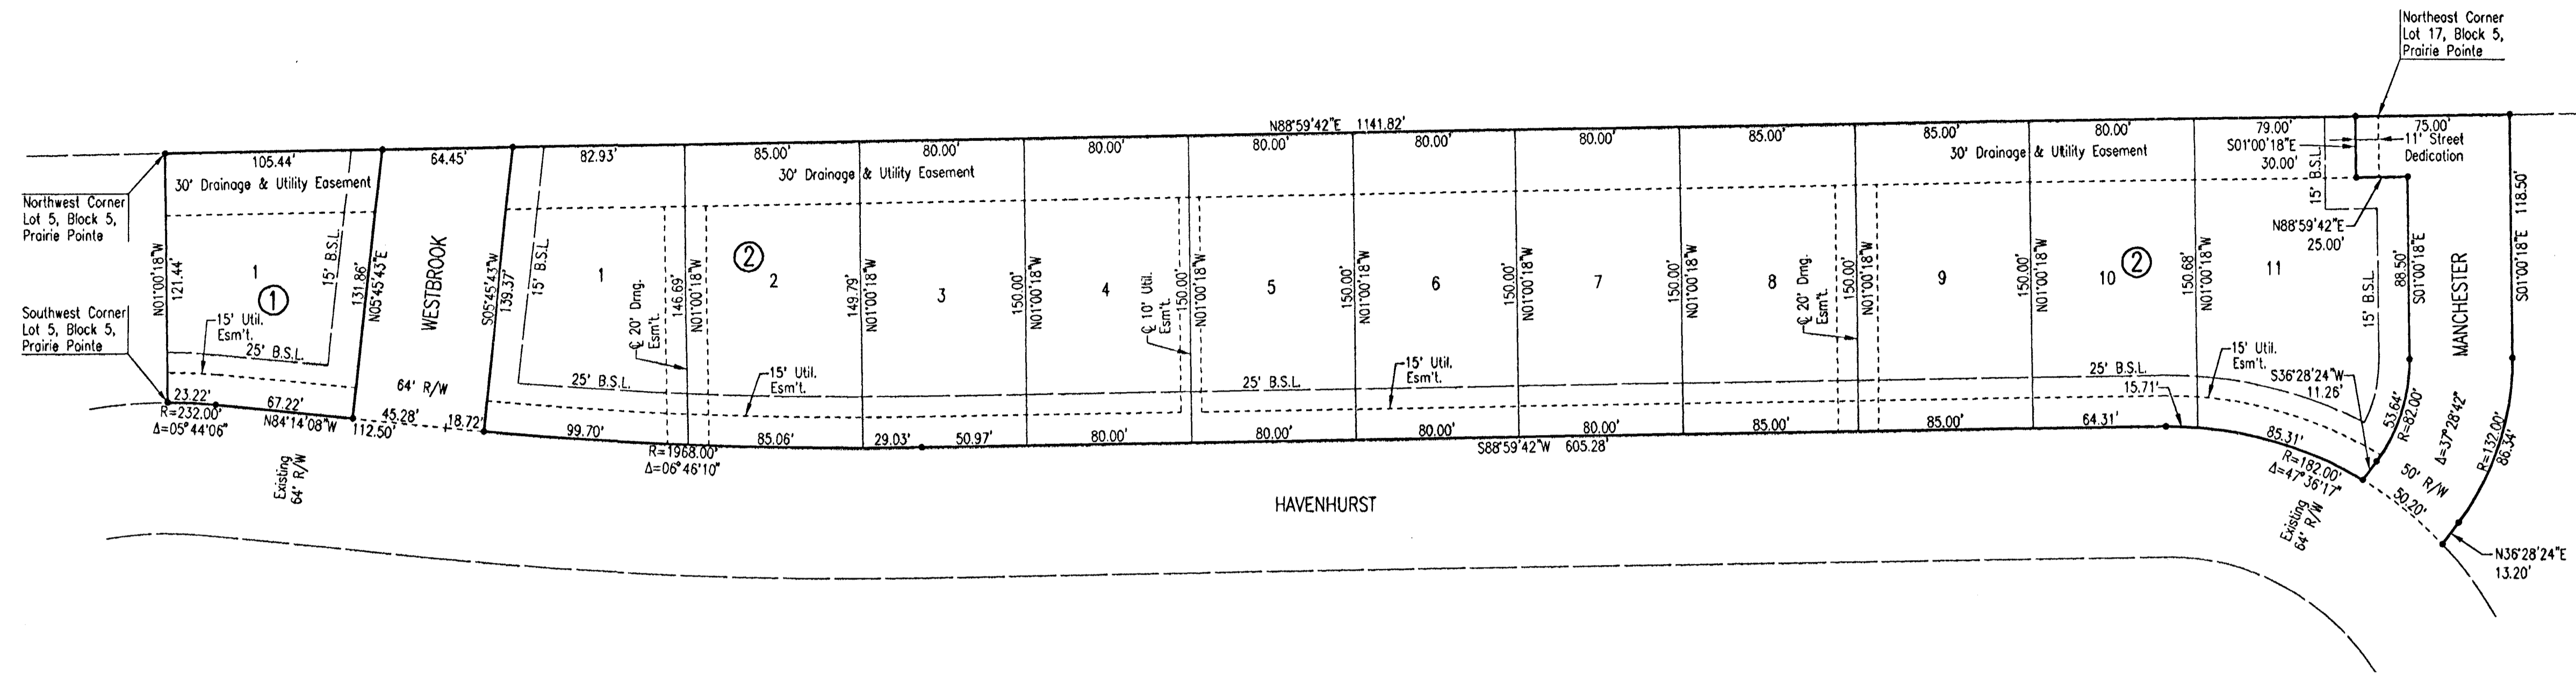 Northeast Corner
Lot 17, Block 5,
Prairie Pointe
N88°59'42"E 1141.82'
105.44'
64.45'
82.93'
85.00'
80.00'
80.00'
80.00'
80.00'
80.00'
85.00'
85.00'
80.00'
79.00'
75.00'
30' Drainage & Utility Easement
30' Drainage & Utility Easement
30' Drainage & Utility Easement
S01°00'18"E
30.00'
11' Street
Dedication
Northwest Corner
Lot 5, Block 5,
Prairie Pointe
Southwest Corner
Lot 5, Block 5,
Prairie Pointe
N01°00'18"W
121.44'
1
1
15' B.S.L.
131.86'
N05°45'43"E
WESTBROOK
S05°45'43"W
139.37'
15' B.S.L.
1
℄ 20' Drng.
Esm't.
146.69'
N01°00'18"W
2
2
149.79'
N01°00'18"W
3
150.00'
N01°00'18"W
4
℄ 10' Util.
Esm't.
150.00'
N01°00'18"W
5
150.00'
N01°00'18"W
6
150.00'
N01°00'18"W
7
150.00'
N01°00'18"W
8
℄ 20' Drng.
Esm't.
150.00'
N01°00'18"W
9
150.00'
N01°00'18"W
10
2
150.68'
N01°00'18"W
11
15' B.S.L.
N88°59'42"E
25.00'
15' B.S.L.
88.50'
S01°00'18"E
MANCHESTER
S01°00'18"E 118.50'
15' Util.
Esm't.
25' B.S.L.
64' R/W
25' B.S.L.
15' Util.
Esm't.
25' B.S.L.
15' Util.
Esm't.
25' B.S.L.
15' Util.
Esm't.
S36°28'24"W
11.26'
15.71'
53.64'
R=82.00'
Δ=37°28'42"
R=132.00'
86.34'
23.22'
R=232.00'
Δ=05°44'06"
67.22'
N84°14'08"W
112.50'
45.28'
18.72'
99.70'
R=1968.00'
Δ=06°46'10"
85.06'
29.03'
50.97'
80.00'
80.00'
80.00'
80.00'
85.00'
85.00'
64.31'
S88°59'42"W 605.28'
85.31'
R=182.00'
Δ=47°36'17"
50' R/W
50.20'
Existing
64' R/W
Existing
64' R/W
HAVENHURST
N36°28'24"E
13.20'